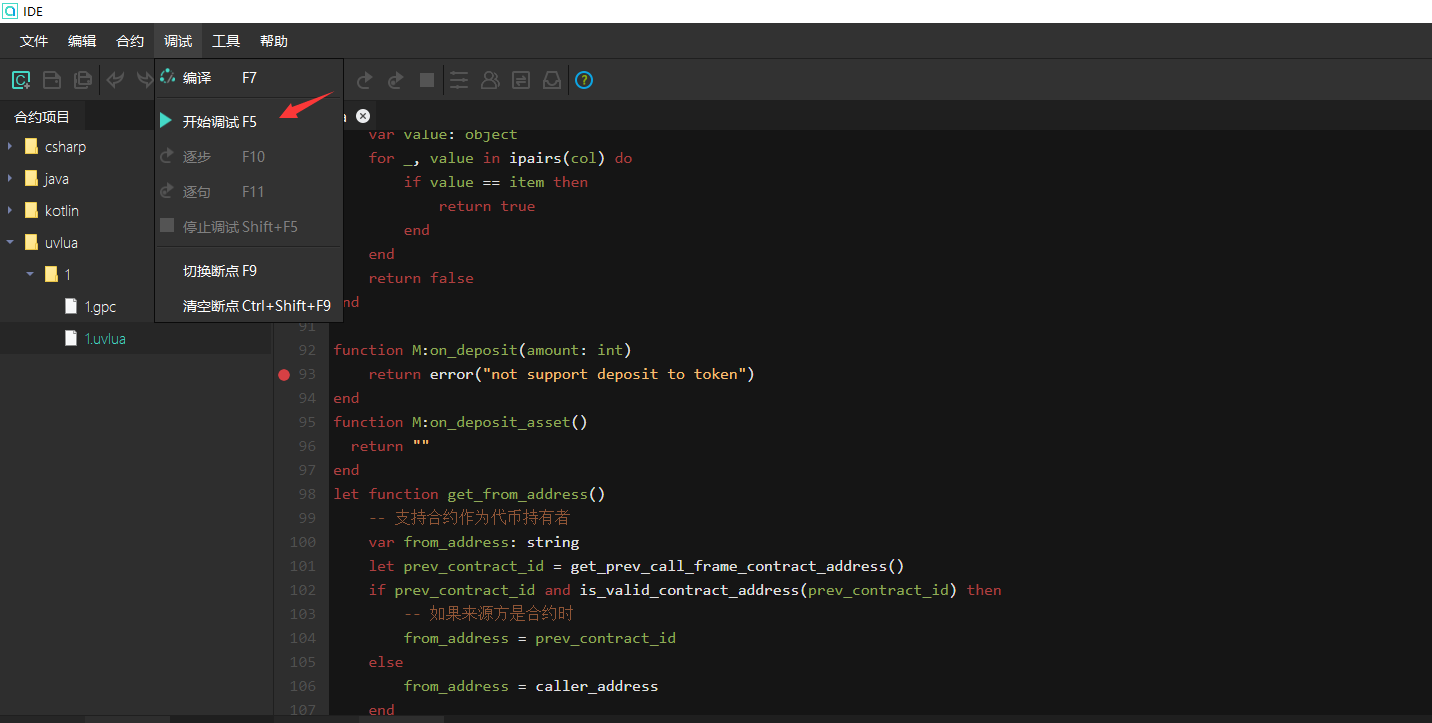 IDE
文件 编辑 合约 调试 工具 帮助
编译 F7
开始调试 F5
逐步 F10
逐句 F11
停止调试 Shift+F5
切换断点 F9
清空断点 Ctrl+Shift+F9
合约项目
csharp
java
kotlin
uvlua
1
1.gpc
1.uvlua
a
var value: object
for _, value in ipairs(col) do
if value == item then
return true
end
end
return false
nd
91
92 function M:on_deposit(amount: int)
93 return error("not support deposit to token")
94 end
95 function M:on_deposit_asset()
96 return ""
97 end
98 let function get_from_address()
99 -- 支持合约作为代币持有者
100 var from_address: string
101 let prev_contract_id = get_prev_call_frame_contract_address()
102 if prev_contract_id and is_valid_contract_address(prev_contract_id) then
103 -- 如果来源方是合约时
104 from_address = prev_contract_id
105 else
106 from_address = caller_address
107 end